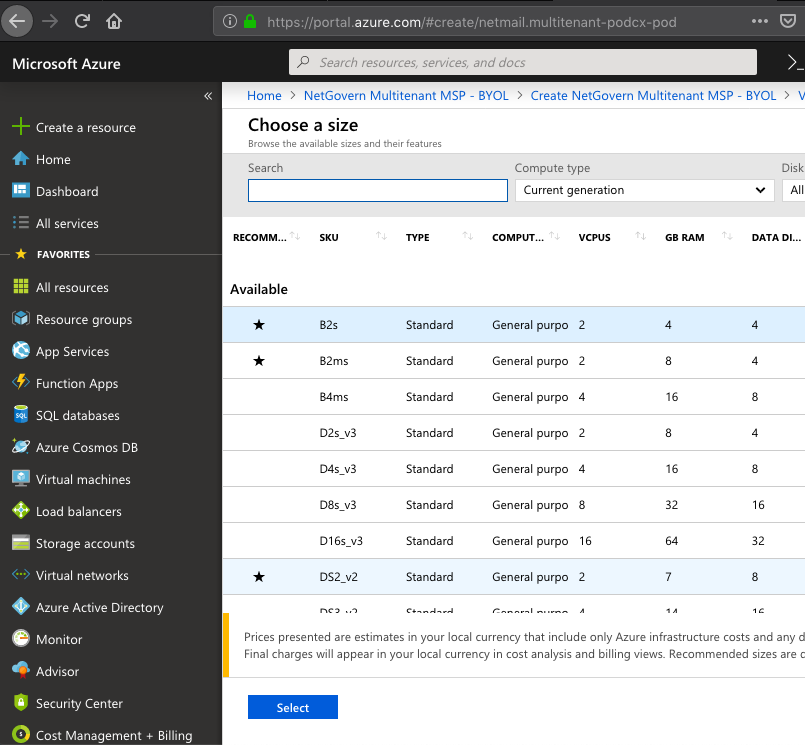 https://portal.azure.com/#create/netmail.multitenant-podcx-pod
Microsoft Azure
Search resources, services, and docs
Create a resource
Home
Dashboard
All services
FAVORITES
All resources
Resource groups
App Services
Function Apps
SQL databases
Azure Cosmos DB
Virtual machines
Load balancers
Storage accounts
Virtual networks
Azure Active Directory
Monitor
Advisor
Security Center
Cost Management + Billing
Home > NetGovern Multitenant MSP - BYOL > Create NetGovern Multitenant MSP - BYOL > V
Choose a size
Browse the available sizes and their features
Search Compute type Disk
Current generation All
RECOMM... SKU TYPE COMPUT... VCPUS GB RAM DATA DI...
Available
★ B2s Standard General purpo 2 4 4
★ B2ms Standard General purpo 2 8 4
B4ms Standard General purpo 4 16 8
D2s_v3 Standard General purpo 2 8 4
D4s_v3 Standard General purpo 4 16 8
D8s_v3 Standard General purpo 8 32 16
D16s_v3 Standard General purpo 16 64 32
★ DS2_v2 Standard General purpo 2 7 8
DS3_v2 Standard General purpo 4 14 16
Prices presented are estimates in your local currency that include only Azure infrastructure costs and any d
Final charges will appear in your local currency in cost analysis and billing views. Recommended sizes are d
Select